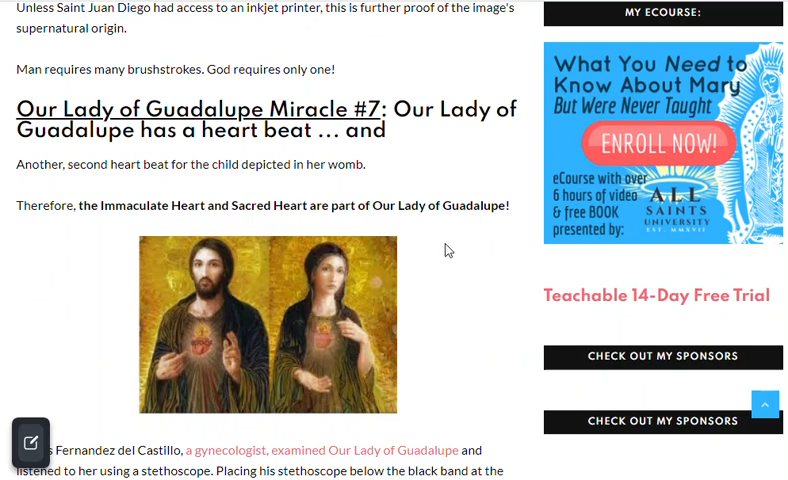 Unless Saint Juan Diego had access to an inkjet printer, this is further proof of the image's
supernatural origin.
Man requires many brushstrokes. God requires only one!
Our Lady of Guadalupe Miracle #7: Our Lady of
Guadalupe has a heart beat ... and
Another, second heart beat for the child depicted in her womb.
Therefore, the Immaculate Heart and Sacred Heart are part of Our Lady of Guadalupe!
Fernandez del Castillo, a gynecologist, examined Our Lady of Guadalupe and
listened to her using a stethoscope. Placing his stethoscope below the black band at the
MY ECOURSE:
What You Need to
Know About Mary
But Were Never Taught
ENROLL NOW!
eCourse with over
6 hours of video
& free BOOK
presented by:
ALL
SAINTS
UNIVERSITY
EST. MMXVII
Teachable 14-Day Free Trial
CHECK OUT MY SPONSORS
CHECK OUT MY SPONSORS